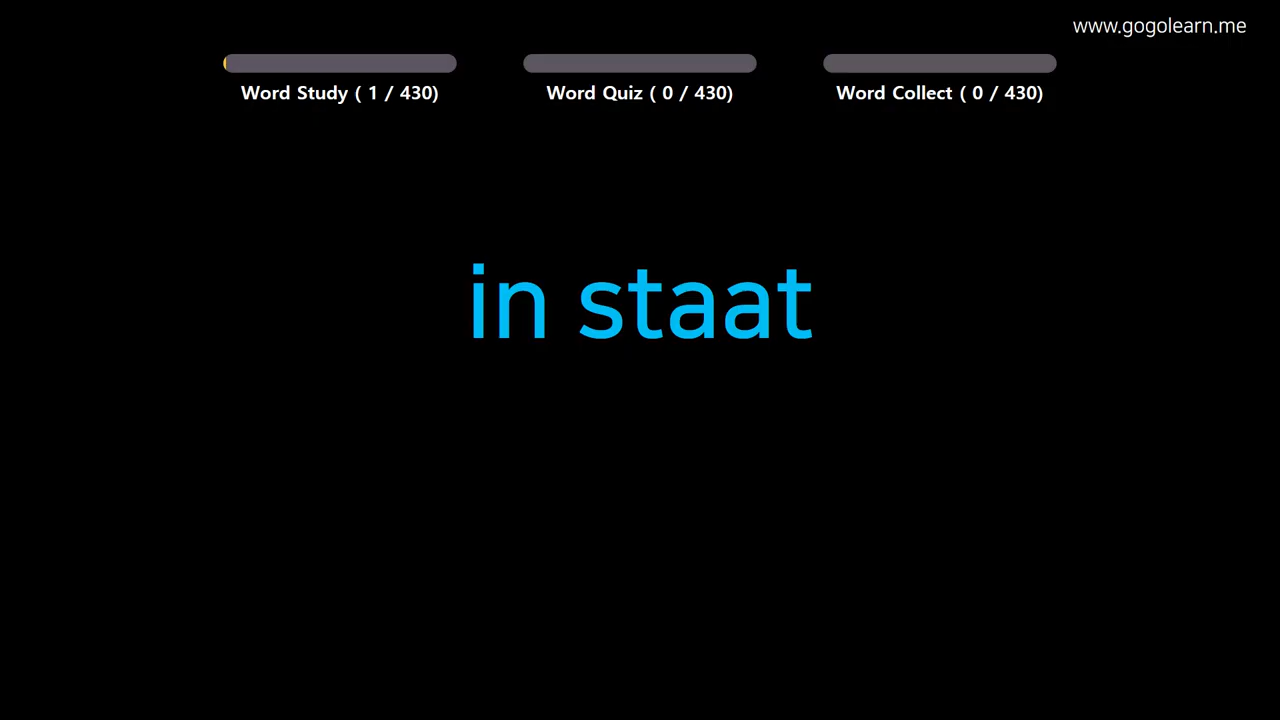 www.gogolearn.me
Word Study ( 1 / 430)
Word Quiz ( 0 / 430)
Word Collect ( 0 / 430)
in staat